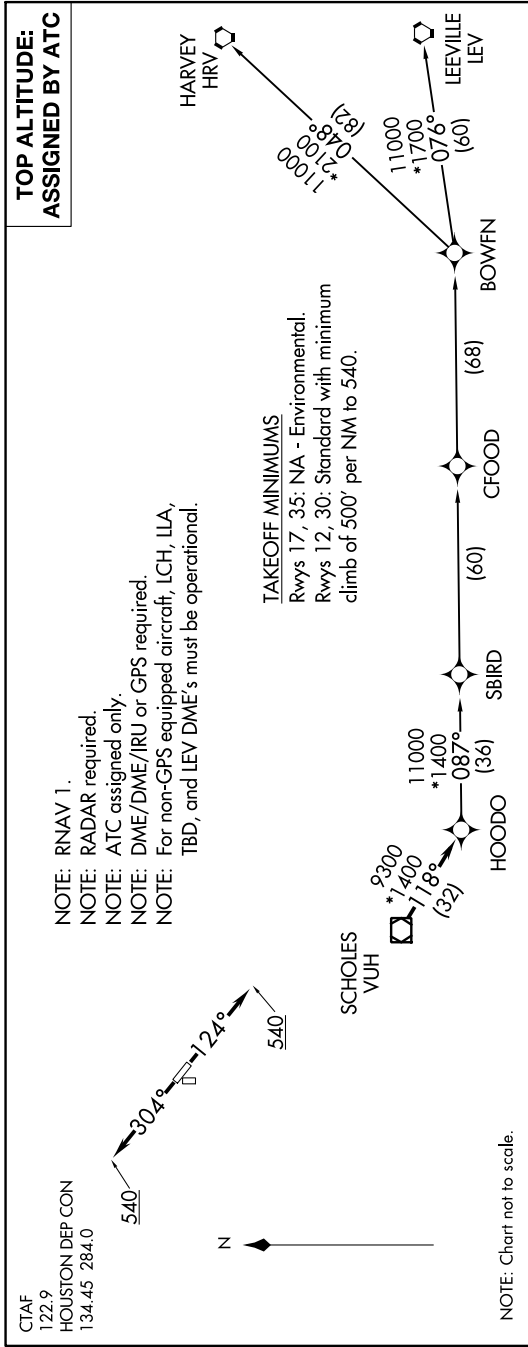 TOP ALTITUDE:
ASSIGNED BY ATC
CTAF
122.9
HOUSTON DEP CON
134.45 284.0
NOTE: RNAV 1.
NOTE: RADAR required.
NOTE: ATC assigned only.
NOTE: DME/DME/IRU or GPS required.
NOTE: For non-GPS equipped aircraft, LCH, LLA,
TBD, and LEV DME's must be operational.
540
304°
124°
540
N
TAKEOFF MINIMUMS
Rwys 17, 35: NA - Environmental.
Rwys 12, 30: Standard with minimum
climb of 500' per NM to 540.
HARVEY
HRV
11000
*2100
048°
(82)
LEEVILLE
LEV
11000
*1700
076°
(60)
SCHOLES
VUH
9300
*1400
118°
(32)
HOODO
11000
*1400
087°
(36)
SBIRD
(60)
CFOOD
(68)
BOWFN
NOTE: Chart not to scale.